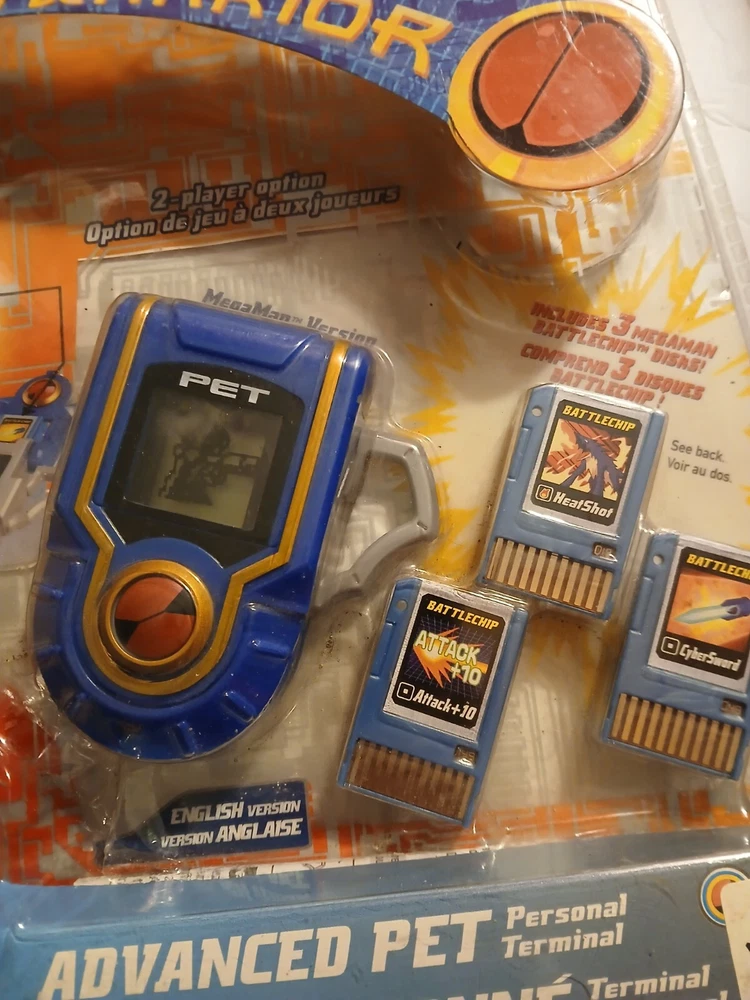 2-player option
Option de jeu à deux joueurs
MegaMan™ Version
PET
INCLUDES 3 MEGAMAN
BATTLECHIP™ DISKS!
COMPREND 3 DISQUES
BATTLECHIP !
See back.
Voir au dos.
BATTLECHIP
HeatShot
BATTLECHIP
CyberSword
BATTLECHIP
ATTACK
+10
Attack+10
ENGLISH VERSION
VERSION ANGLAISE
ADVANCED PET
Personal
Terminal
Terminal